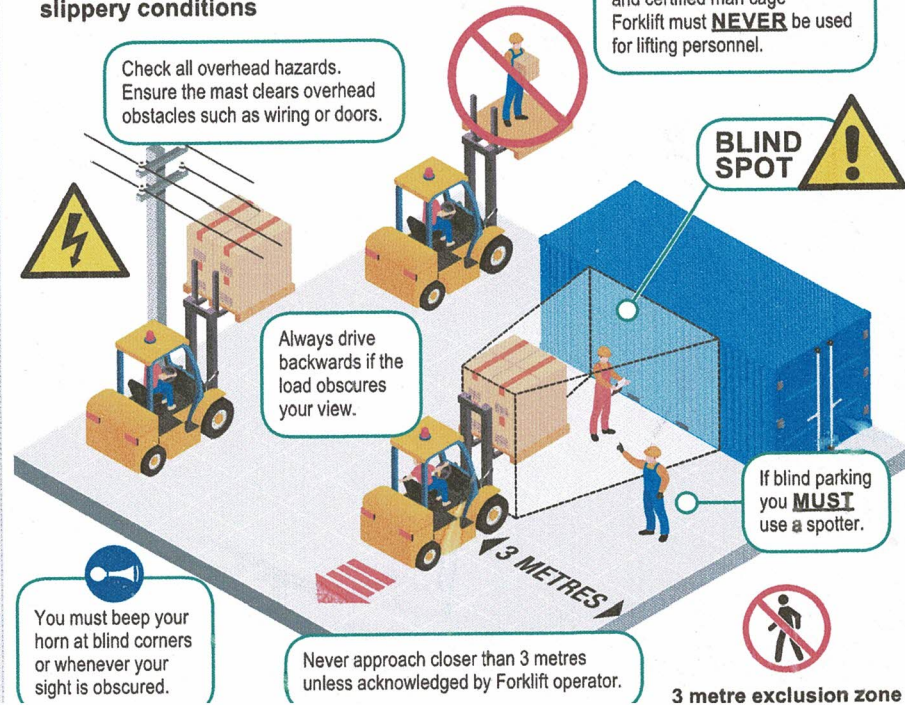 slippery conditions
and certified man cage
Forklift must NEVER be used
for lifting personnel.
Check all overhead hazards.
Ensure the mast clears overhead
obstacles such as wiring or doors.
BLIND
SPOT
Always drive
backwards if the
load obscures
your view.
If blind parking
you MUST
use a spotter.
3 METRES
You must beep your
horn at blind corners
or whenever your
sight is obscured.
Never approach closer than 3 metres
unless acknowledged by Forklift operator.
3 metre exclusion zone